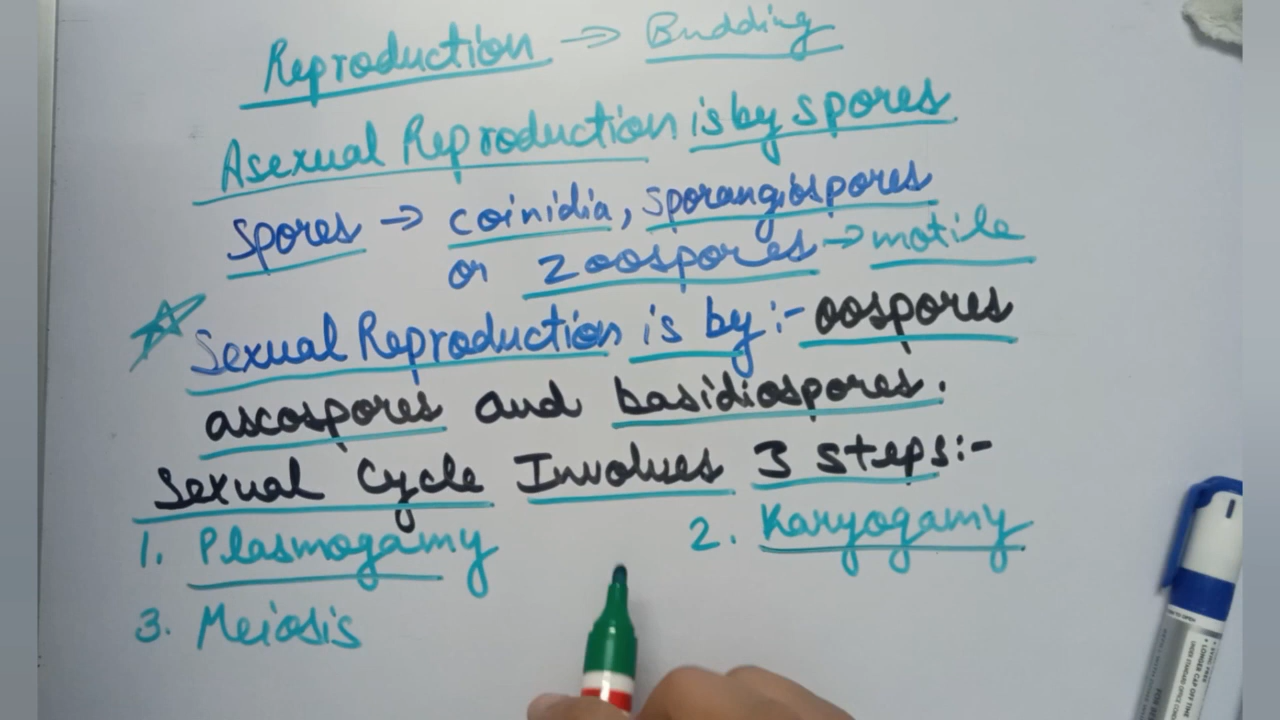 Reproduction → Budding
Asexual Reproduction is by spores
Spores → coinidia, sporangiospores
or zoospores → motile
Sexual Reproduction is by:- oospores
ascospores and basidiospores.
Sexual Cycle Involves 3 steps:-
1. Plasmogamy 2. Karyogamy
3. Meiosis